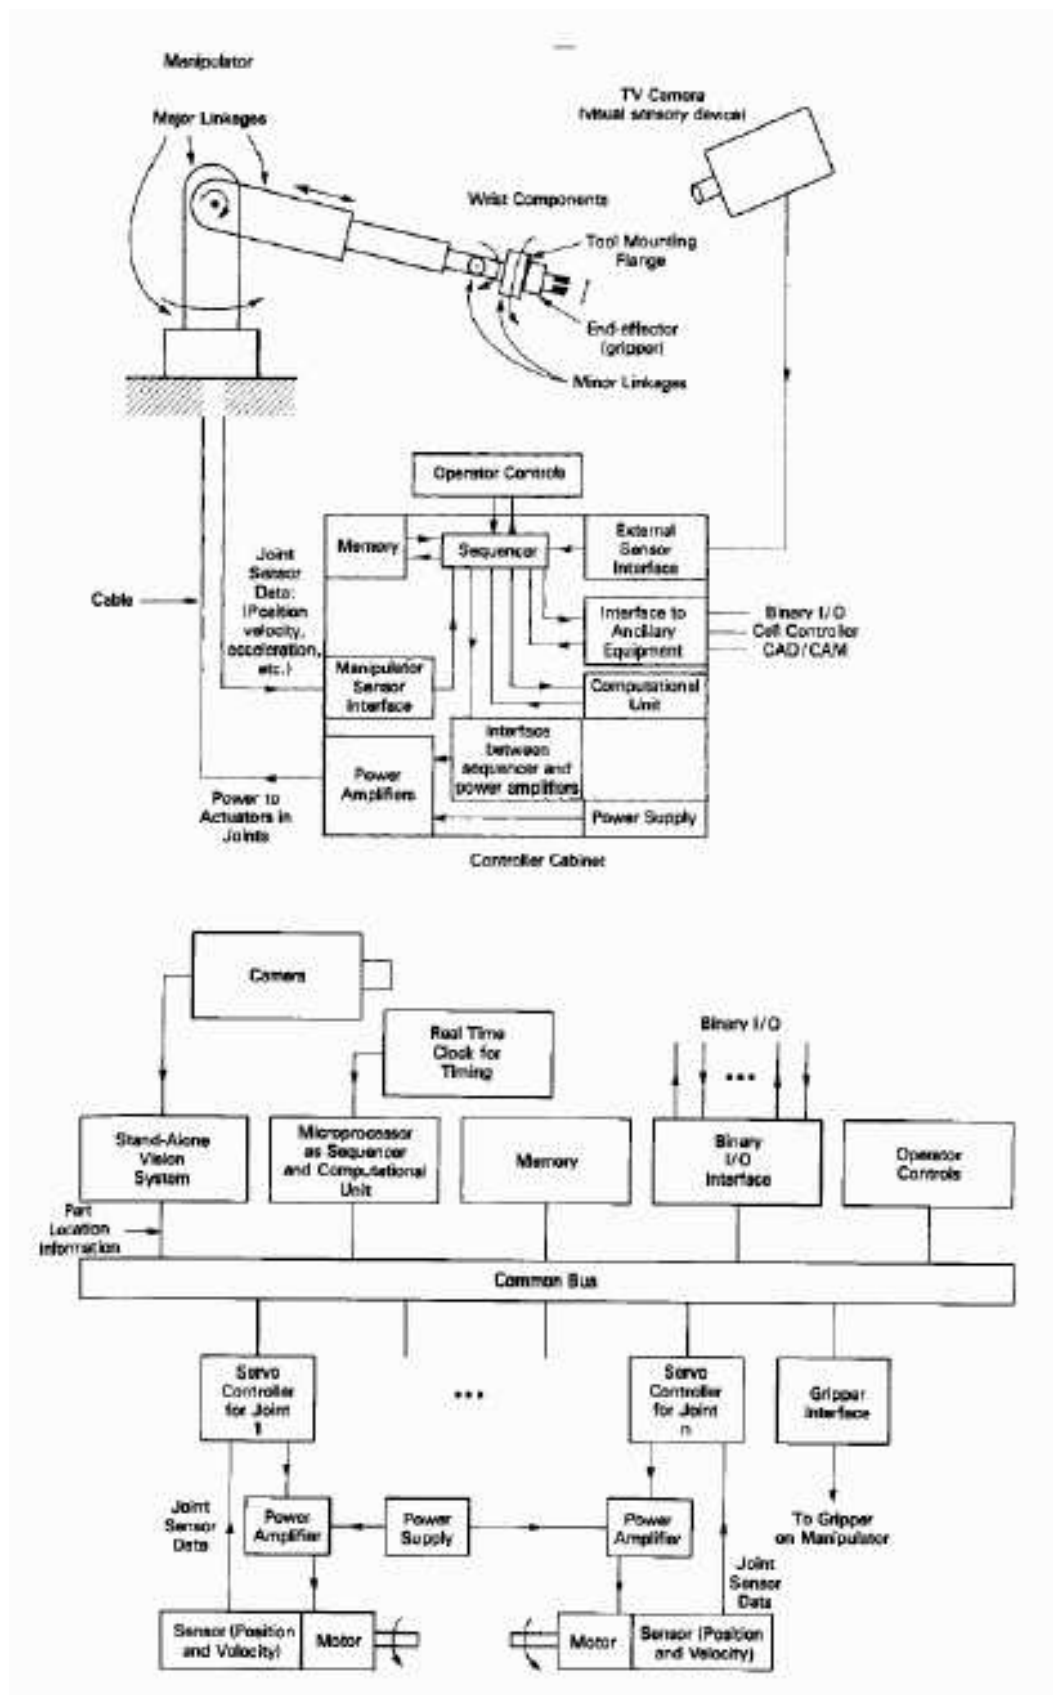 Manipulator
Major Linkages
TV Camera
(visual sensory device)
Wrist Components
Tool Mounting
Flange
End-effector
(gripper)
Minor Linkages
Operator Controls
Memory
Sequencer
External
Sensor
Interface
Joint
Sensor
Data:
(Position
velocity,
acceleration,
etc.)
Cable
Interface to
Ancillary
Equipment
Binary I/O
Cell Controller
CAD/CAM
Manipulator
Sensor
Interface
Computational
Unit
Interface
between
sequencer and
power amplifiers
Power
Amplifiers
Power to
Actuators in
Joints
Power Supply
Controller Cabinet
Camera
Real Time
Clock for
Timing
Binary I/O
Stand-Alone
Vision
System
Microprocessor
as Sequencer
and Computational
Unit
Memory
Binary
I/O
Interface
Operator
Controls
Part
Location
Information
Common Bus
Servo
Controller
for Joint
1
Servo
Controller
for Joint
n
Gripper
Interface
Joint
Sensor
Data
Power
Amplifier
Power
Supply
Power
Amplifier
To Gripper
on Manipulator
Joint
Sensor
Data
Sensor (Position
and Velocity)
Motor
Motor
Sensor (Position
and Velocity)